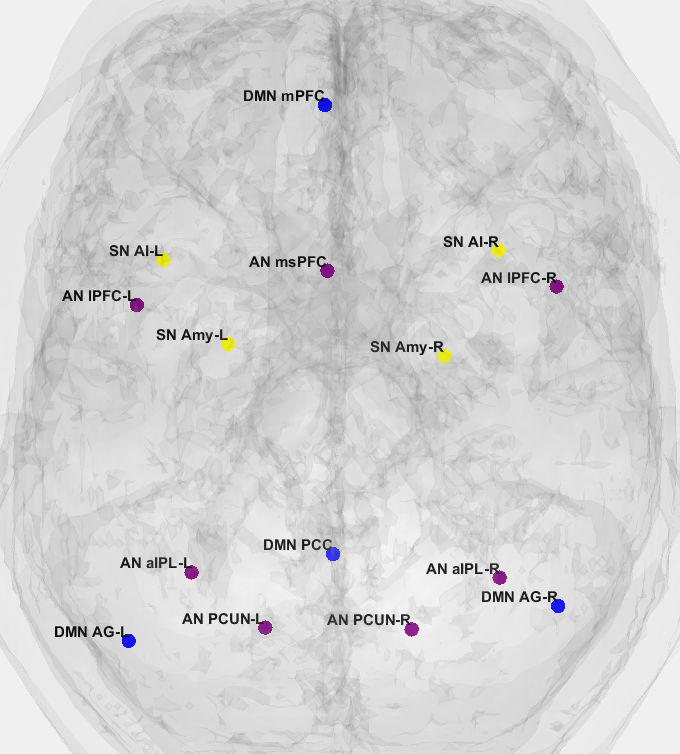 DMN mPFC
SN AI-R
SN AI-L
AN msPFC
AN lPFC-R
AN lPFC-L
SN Amy-L
SN Amy-R
DMN PCC
AN aIPL-L
AN aIPL-R
DMN AG-R
AN PCUN-L
AN PCUN-R
DMN AG-L